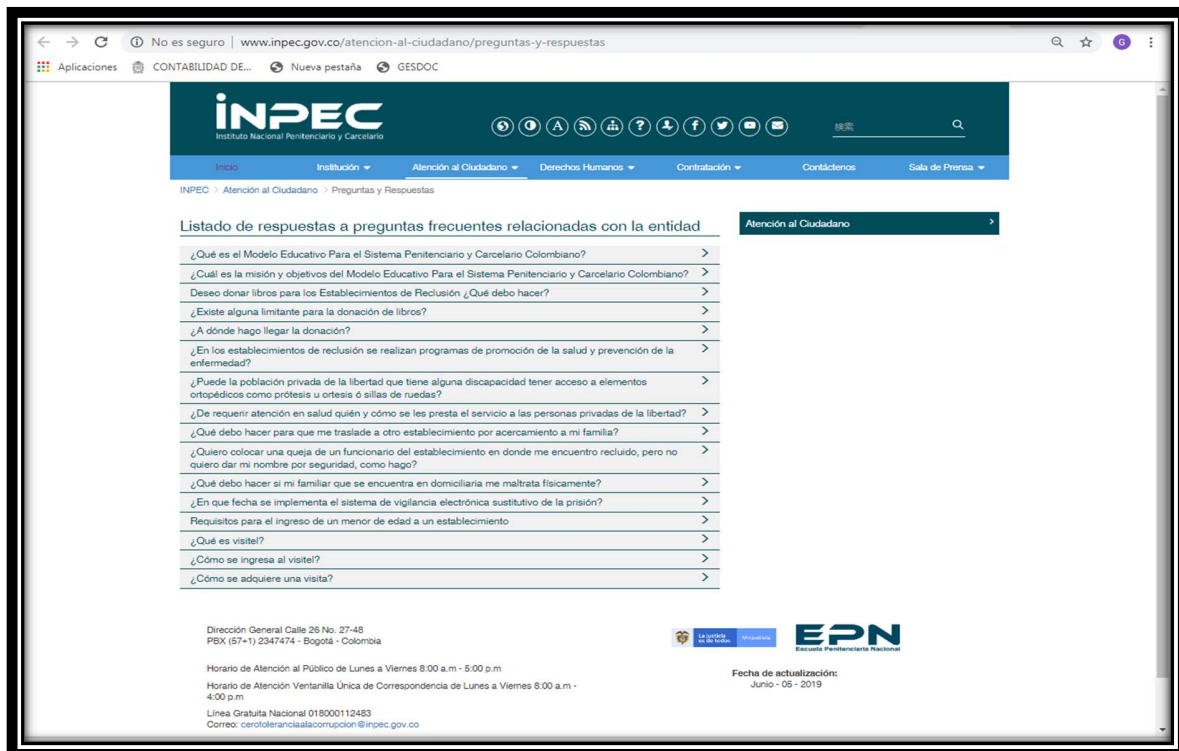 No es seguro | www.inpec.gov.co/atencion-al-ciudadano/preguntas-y-respuestas
G
Aplicaciones CONTABILIDAD DE... Nueva pestaña GESDOC
INPEC
Instituto Nacional Penitenciario y Carcelario
検索
Inicio Institución Atención al Ciudadano Derechos Humanos Contratación Contáctenos Sala de Prensa
INPEC > Atención al Ciudadano > Preguntas y Respuestas
Listado de respuestas a preguntas frecuentes relacionadas con la entidad
Atención al Ciudadano
¿Qué es el Modelo Educativo Para el Sistema Penitenciario y Carcelario Colombiano?
¿Cuál es la misión y objetivos del Modelo Educativo Para el Sistema Penitenciario y Carcelario Colombiano?
Deseo donar libros para los Establecimientos de Reclusión ¿Qué debo hacer?
¿Existe alguna limitante para la donación de libros?
¿A dónde hago llegar la donación?
¿En los establecimientos de reclusión se realizan programas de promoción de la salud y prevención de la
enfermedad?
¿Puede la población privada de la libertad que tiene alguna discapacidad tener acceso a elementos
ortopédicos como prótesis u ortesis ó sillas de ruedas?
¿De requerir atención en salud quién y cómo se les presta el servicio a las personas privadas de la libertad?
¿Qué debo hacer para que me traslade a otro establecimiento por acercamiento a mi familia?
¿Quiero colocar una queja de un funcionario del establecimiento en donde me encuentro recluido, pero no
quiero dar mi nombre por seguridad, como hago?
¿Qué debo hacer si mi familiar que se encuentra en domiciliaria me maltrata físicamente?
¿En que fecha se implementa el sistema de vigilancia electrónica sustitutivo de la prisión?
Requisitos para el ingreso de un menor de edad a un establecimiento
¿Qué es visitel?
¿Cómo se ingresa al visitel?
¿Cómo se adquiere una visita?
Dirección General Calle 26 No. 27-48
PBX (57+1) 2347474 - Bogotá - Colombia
Horario de Atención al Público de Lunes a Viernes 8:00 a.m - 5:00 p.m
Horario de Atención Ventanilla Única de Correspondencia de Lunes a Viernes 8:00 a.m -
4:00 p.m
Línea Gratuita Nacional 018000112483
Correo: cerotoleranciaalacorrupcion@inpec.gov.co
La justicia
es de todos Minjusticia
EPN
Escuela Penitenciaria Nacional
Fecha de actualización:
Junio - 05 - 2019